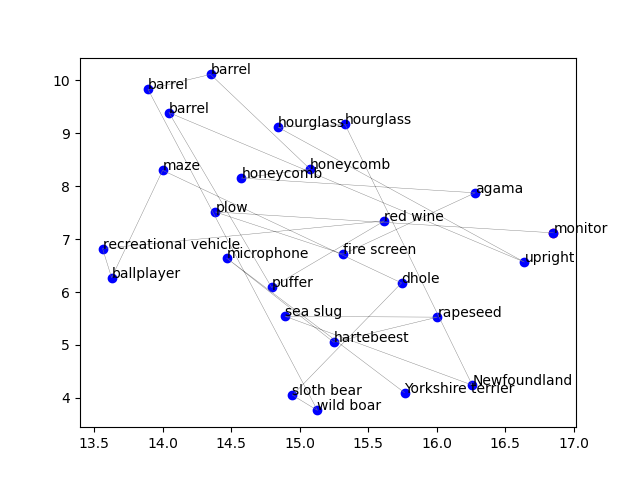 10
barrel
barrel
barrel
9
hourglass
hourglass
maze
honeycomb
honeycomb
8
agama
plow
red wine
7
monitor
recreational vehicle
microphone
fire screen
upright
ballplayer
puffer
dhole
6
sea slug
rapeseed
hartebeest
5
Newfoundland
sloth bear
Yorkshire terrier
4
wild boar
13.5 14.0 14.5 15.0 15.5 16.0 16.5 17.0